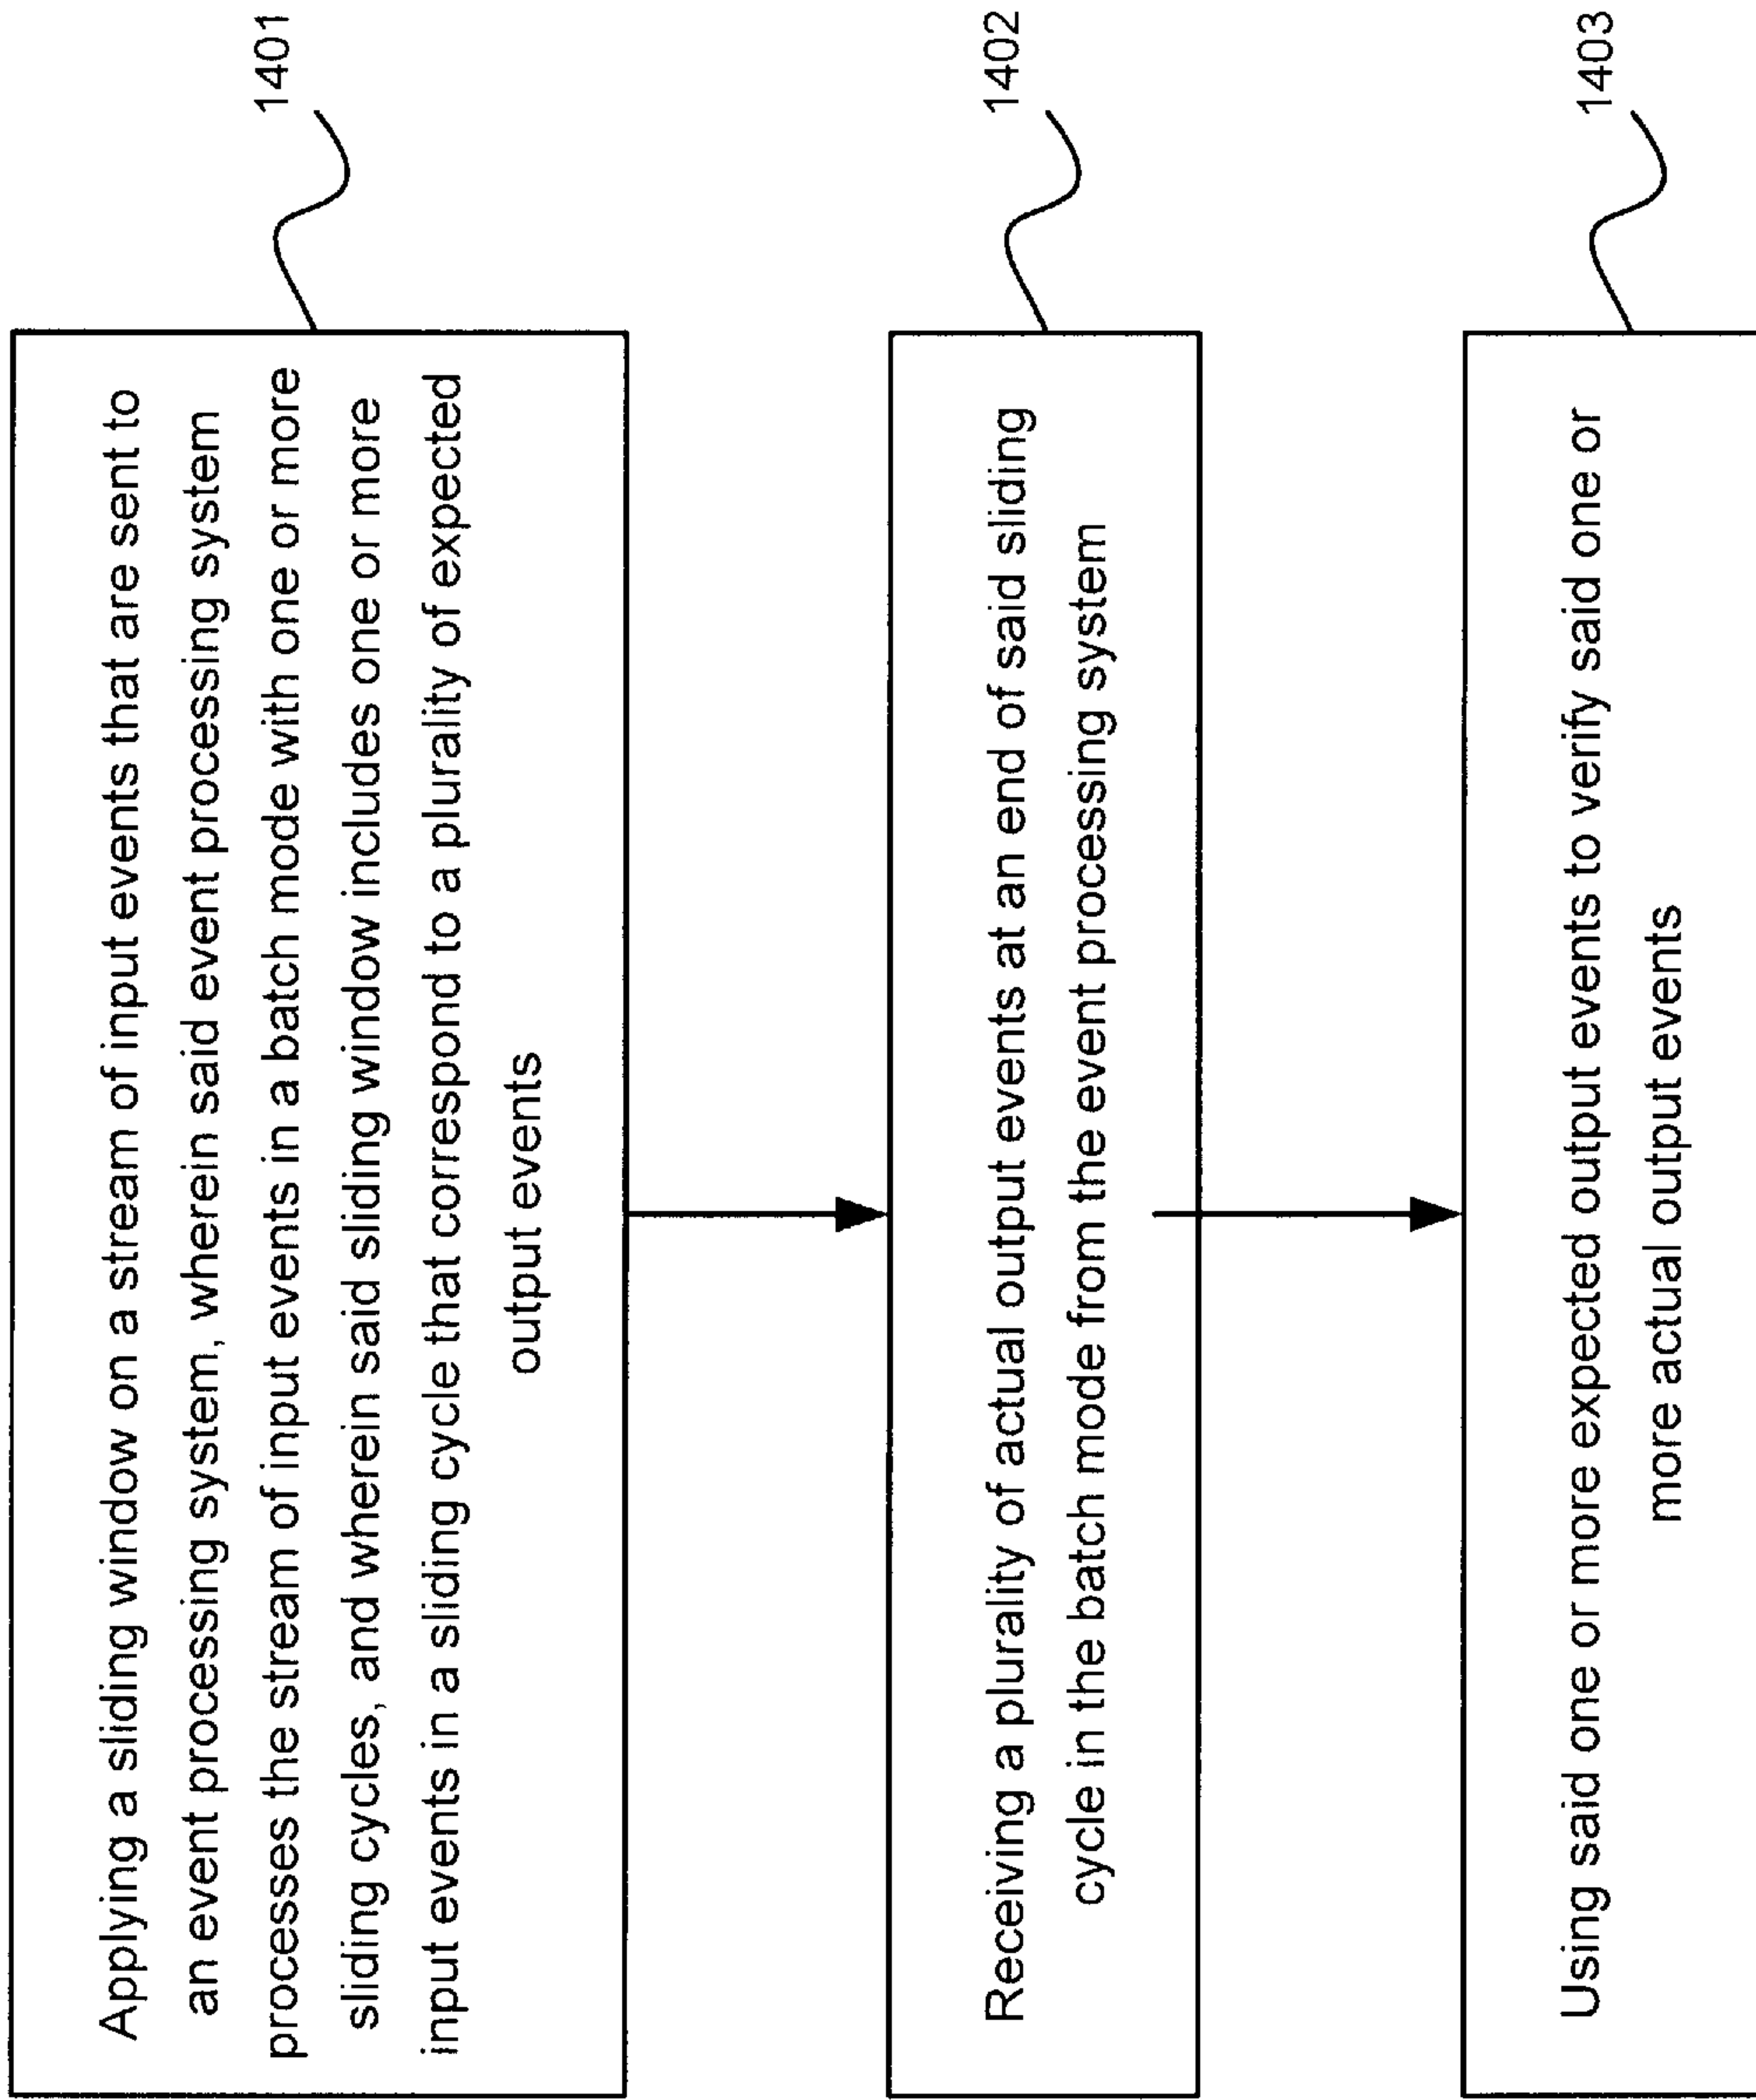 Applying a sliding window on a stream of input events that are sent to
an event processing system, wherein said event processing system
processes the stream of input events in a batch mode with one or more
sliding cycles, and wherein said sliding window includes one or more
input events in a sliding cycle that correspond to a plurality of expected
output events
1401
Receiving a plurality of actual output events at an end of said sliding
cycle in the batch mode from the event processing system
1402
Using said one or more expected output events to verify said one or
more actual output events
1403